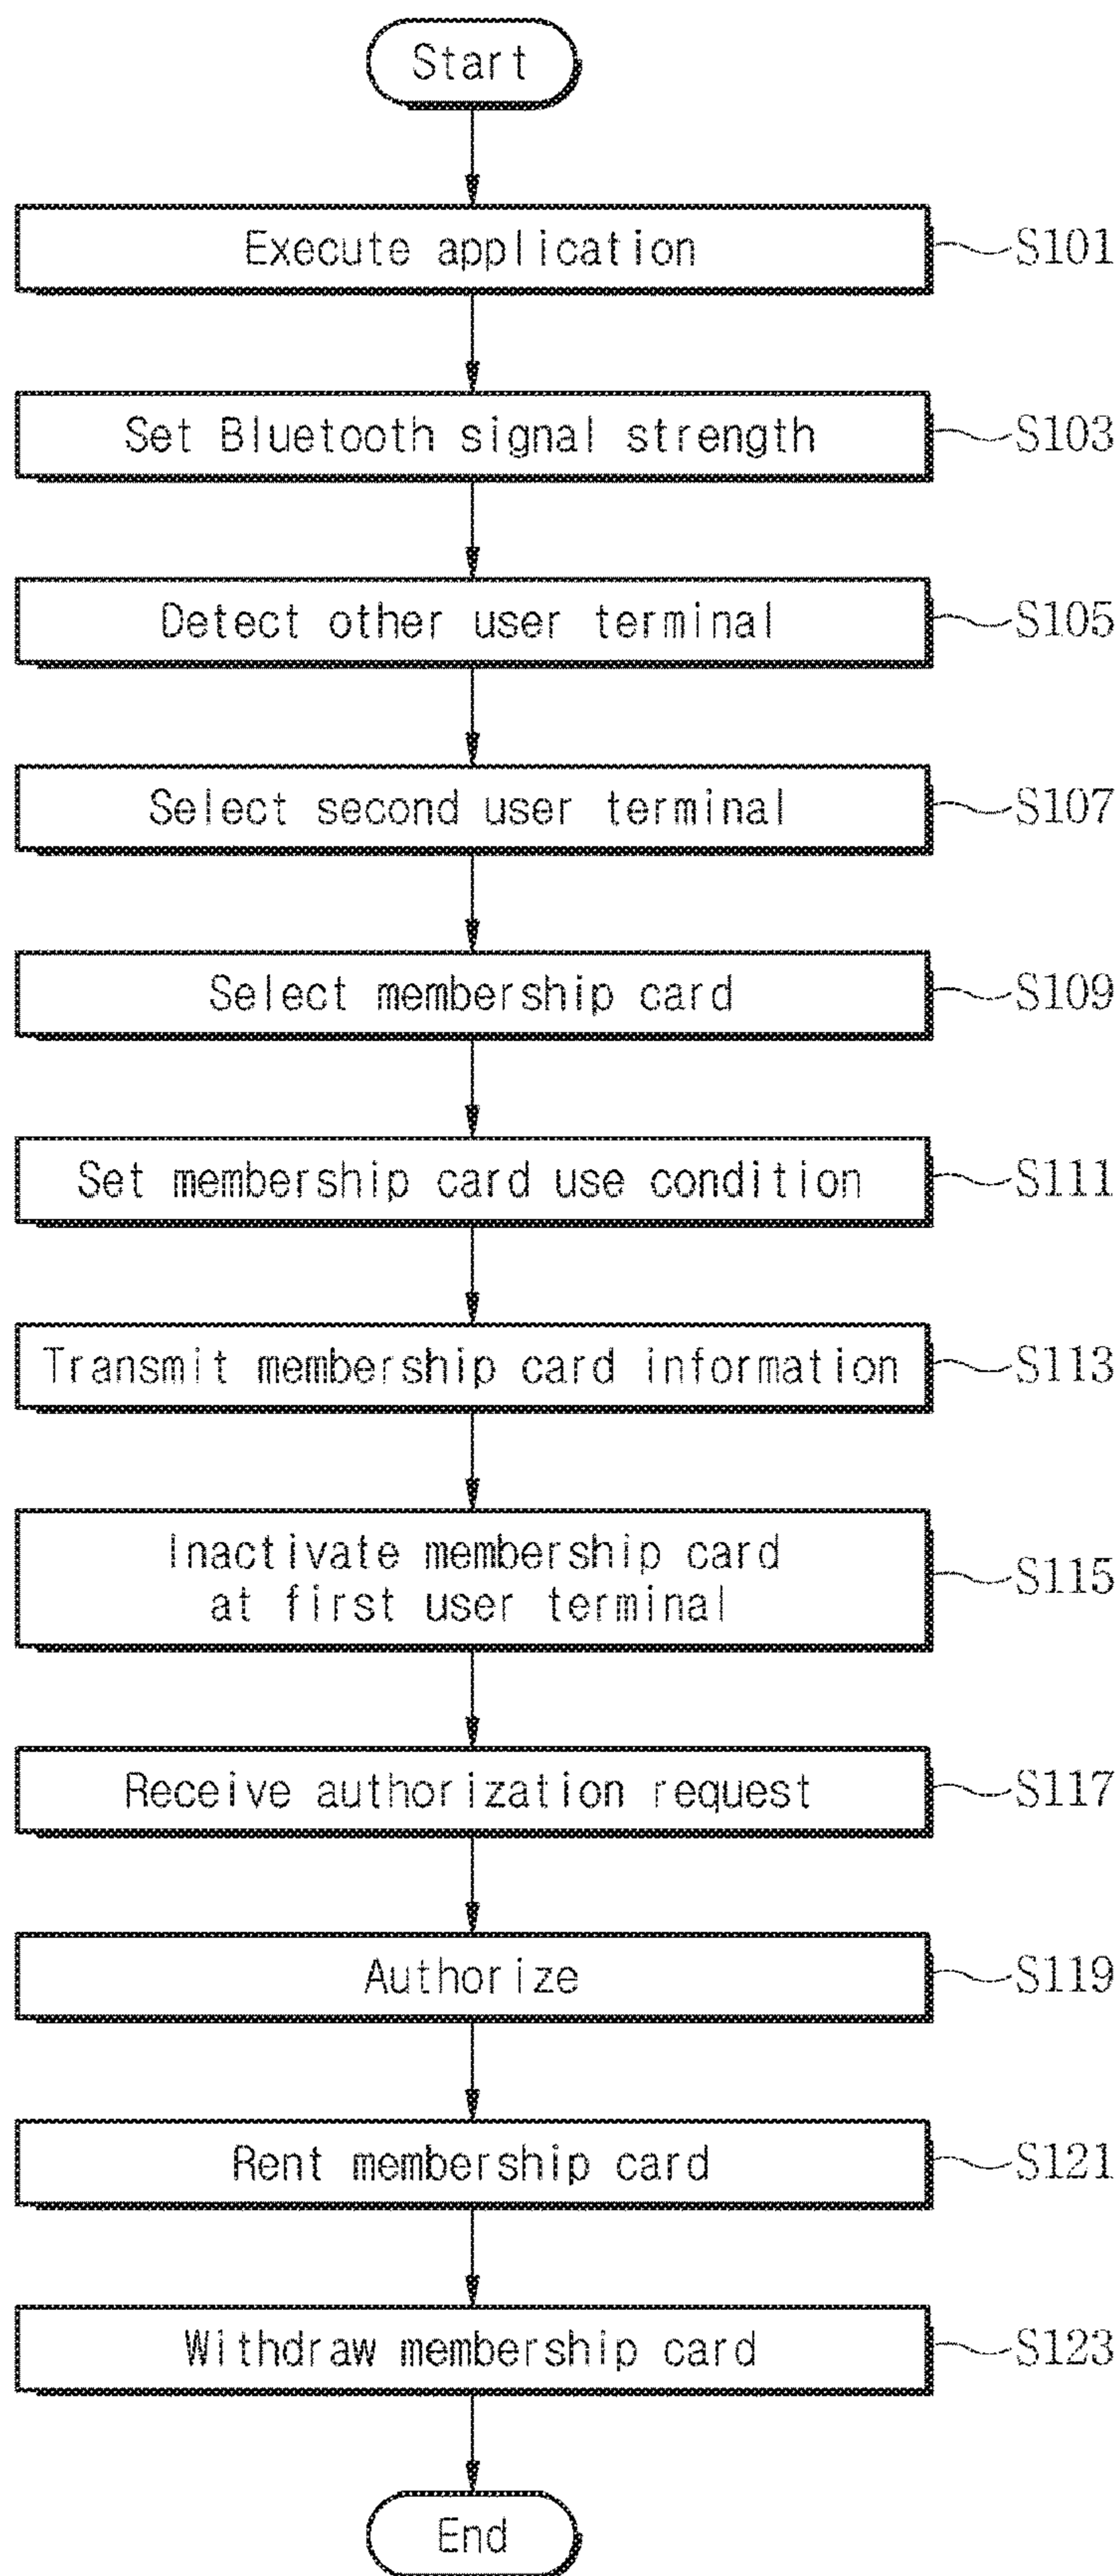 Start
Execute application
S101
Set Bluetooth signal strength
S103
Detect other user terminal
S105
Select second user terminal
S107
Select membership card
S109
Set membership card use condition
S111
Transmit membership card information
S113
Inactivate membership card
at first user terminal
S115
Receive authorization request
S117
Authorize
S119
Rent membership card
S121
Withdraw membership card
S123
End